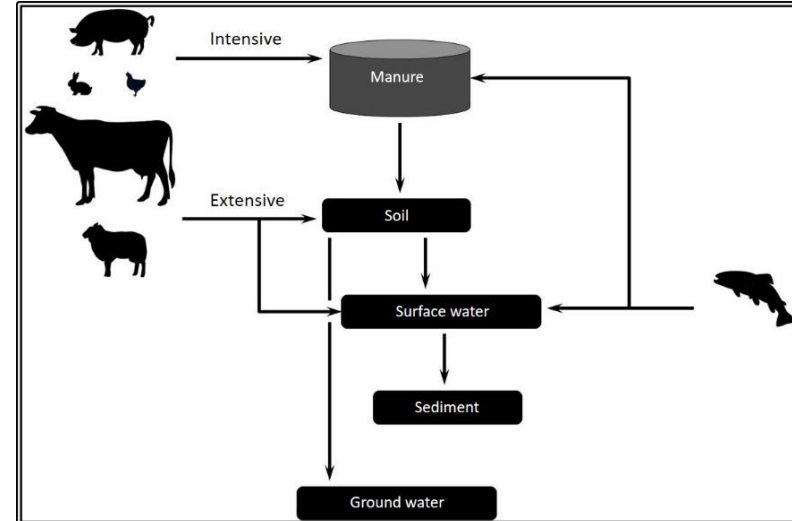 Intensive
Manure
Extensive
Soil
Surface water
Sediment
Ground water